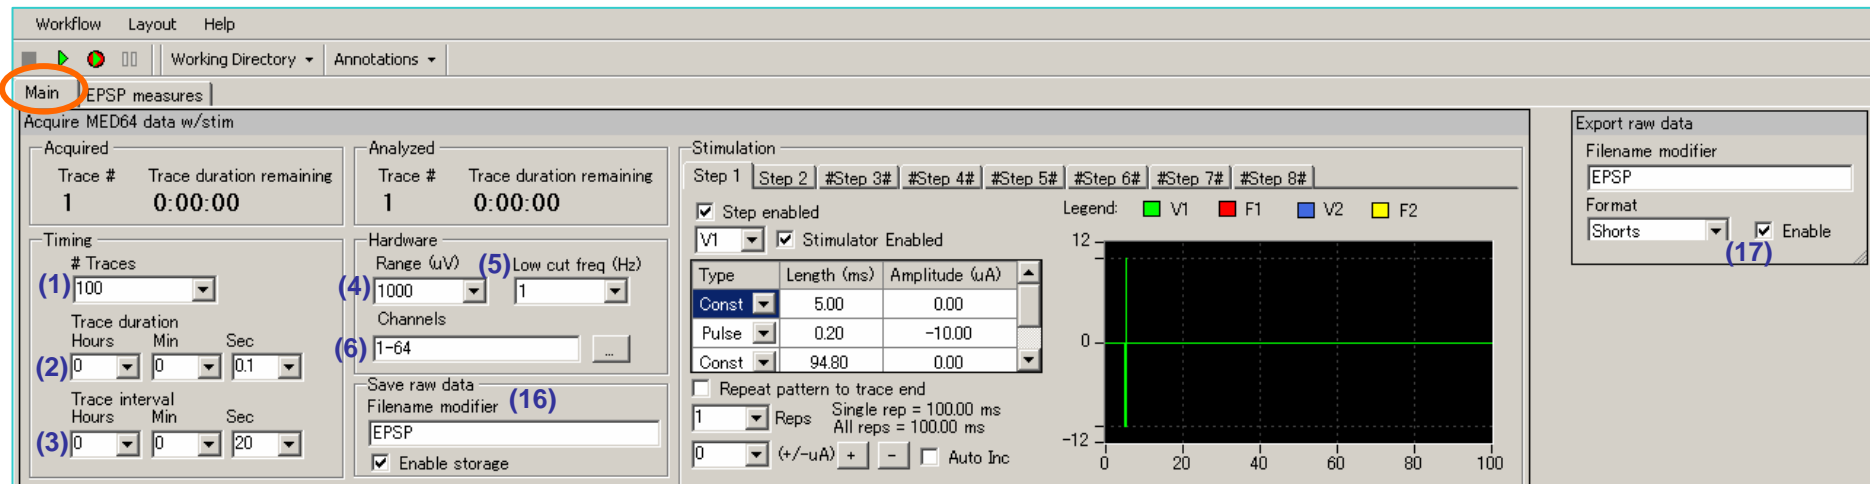 Workflow Layout Help
Working Directory Annotations
Main EPSP measures
Acquire MED64 data w/stim
Acquired
Trace # Trace duration remaining
1 0:00:00
Analyzed
Trace # Trace duration remaining
1 0:00:00
Timing
# Traces
(1) 100
Trace duration
Hours Min Sec
(2) 0 0 0.1
Trace interval
Hours Min Sec
(3) 0 0 20
Hardware
Range (uV) (5) Low cut freq (Hz)
(4) 1000 1
Channels
(6) 1-64 ...
Save raw data
Filename modifier (16)
EPSP
Enable storage
Stimulation
Step 1 Step 2 #Step 3# #Step 4# #Step 5# #Step 6# #Step 7# #Step 8#
Step enabled
V1 Stimulator Enabled
Type Length (ms) Amplitude (uA)
Const 5.00 0.00
Pulse 0.20 -10.00
Const 94.80 0.00
Repeat pattern to trace end
1 Reps Single rep = 100.00 ms
All reps = 100.00 ms
0 (+/-uA) + - Auto Inc
Legend: V1 F1 V2 F2
12
0
-12
0 20 40 60 80 100
Export raw data
Filename modifier
EPSP
Format
Shorts Enable
(17)